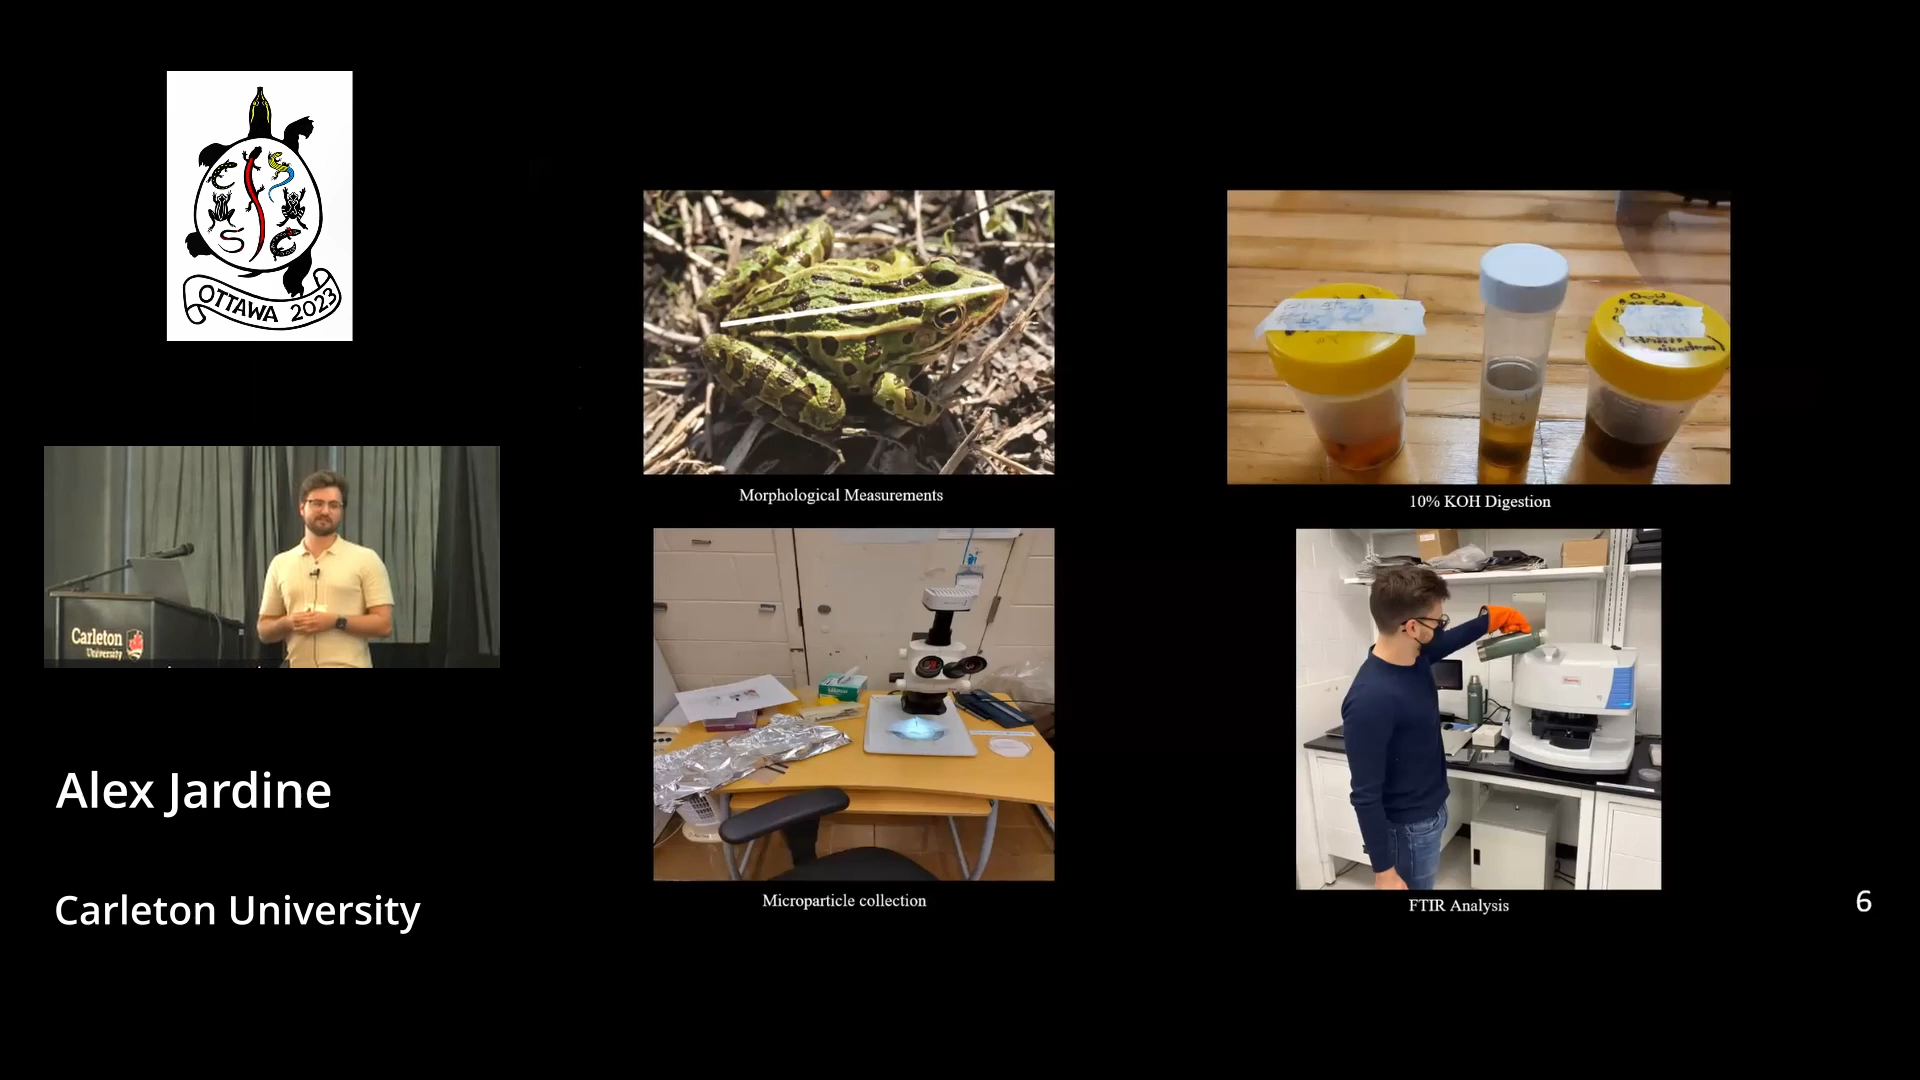 OTTAWA 2023
Carleton
University
Alex Jardine
Carleton University
Morphological Measurements
10% KOH Digestion
Microparticle collection
FTIR Analysis
6